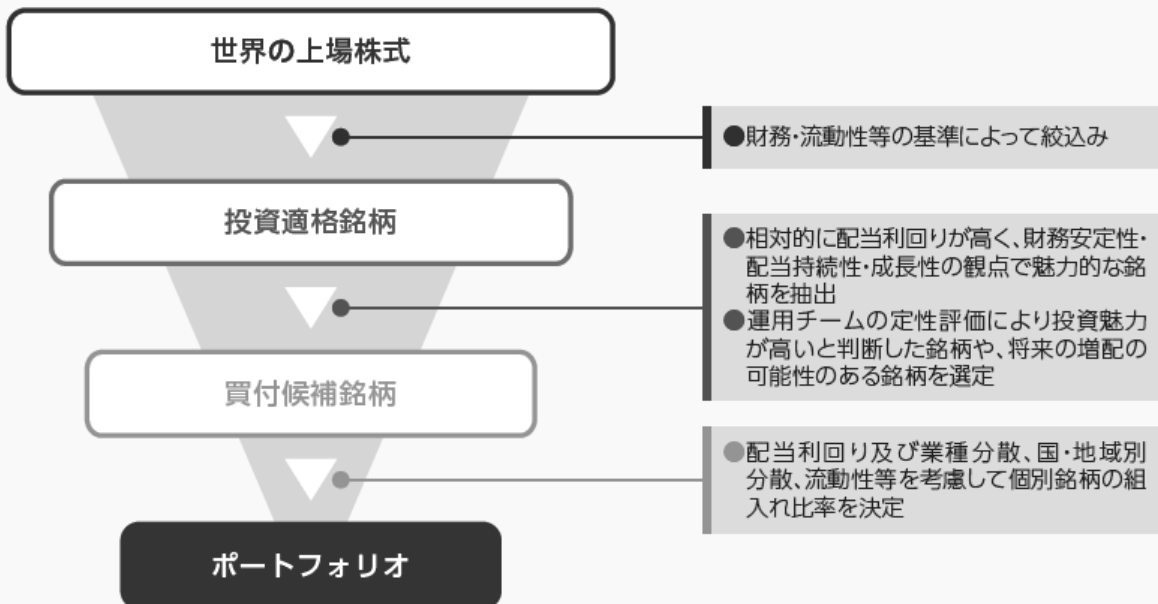 世界の上場株式
●財務・流動性等の基準によって絞込み
投資適格銘柄
●相対的に配当利回りが高く、財務安定性・
配当持続性・成長性の観点で魅力的な銘
柄を抽出
●運用チームの定性評価により投資魅力
が高いと判断した銘柄や、将来の増配の
可能性のある銘柄を選定
買付候補銘柄
●配当利回り及び業種分散、国・地域別
分散、流動性等を考慮して個別銘柄の組
入れ比率を決定
ポートフォリオ